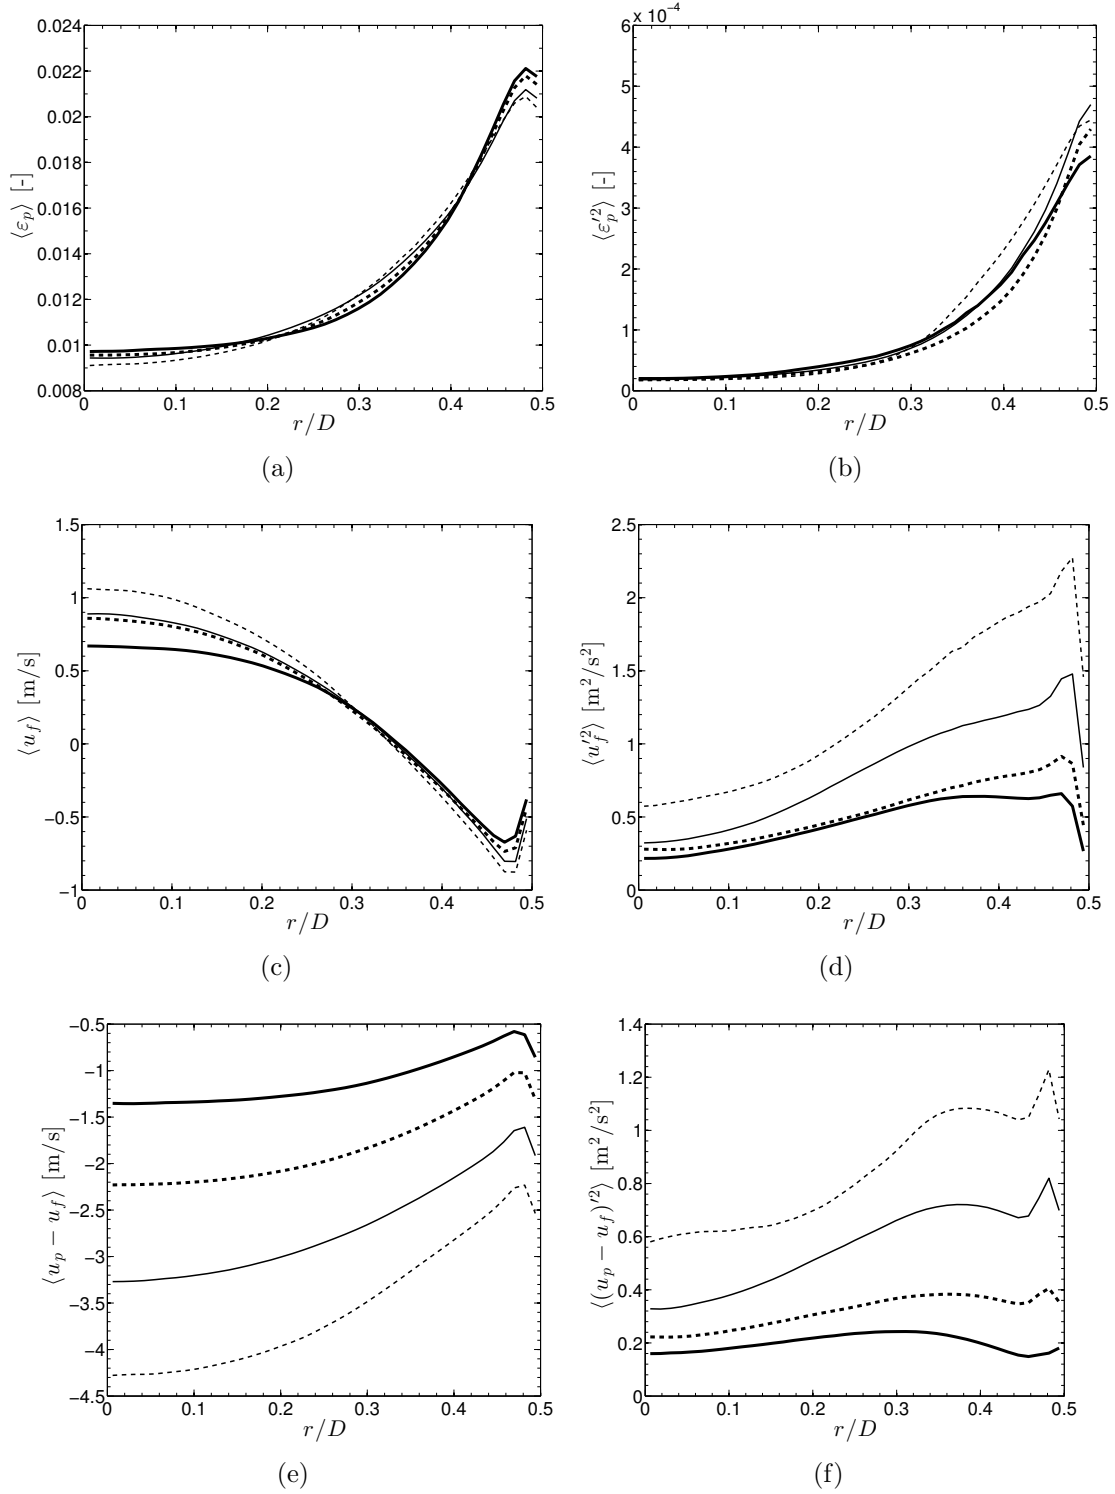 0.024
0.022
0.02
0.018
0.016
0.014
0.012
0.01
0.008
⟨εₚ⟩ [-]
0 0.1 0.2 0.3 0.4 0.5
r/D
(a)
6 x 10⁻⁴
5
4
3
2
1
0
⟨ε′ₚ²⟩ [-]
0 0.1 0.2 0.3 0.4 0.5
r/D
(b)
1.5
1
0.5
0
−0.5
−1
⟨u_f⟩ [m/s]
0 0.1 0.2 0.3 0.4 0.5
r/D
(c)
2.5
2
1.5
1
0.5
0
⟨u′_f²⟩ [m²/s²]
0 0.1 0.2 0.3 0.4 0.5
r/D
(d)
−0.5
−1
−1.5
−2
−2.5
−3
−3.5
−4
−4.5
⟨u_p − u_f⟩ [m/s]
0 0.1 0.2 0.3 0.4 0.5
r/D
(e)
1.4
1.2
1
0.8
0.6
0.4
0.2
0
⟨(u_p − u_f)′²⟩ [m²/s²]
0 0.1 0.2 0.3 0.4 0.5
r/D
(f)